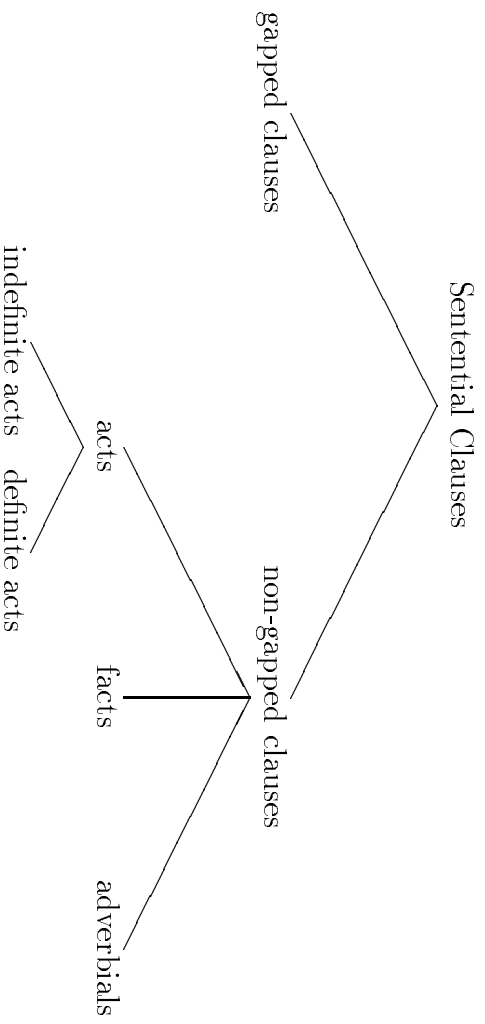 Sentential Clauses
gapped clauses non-gapped clauses
acts facts adverbials
indefinite acts definite acts